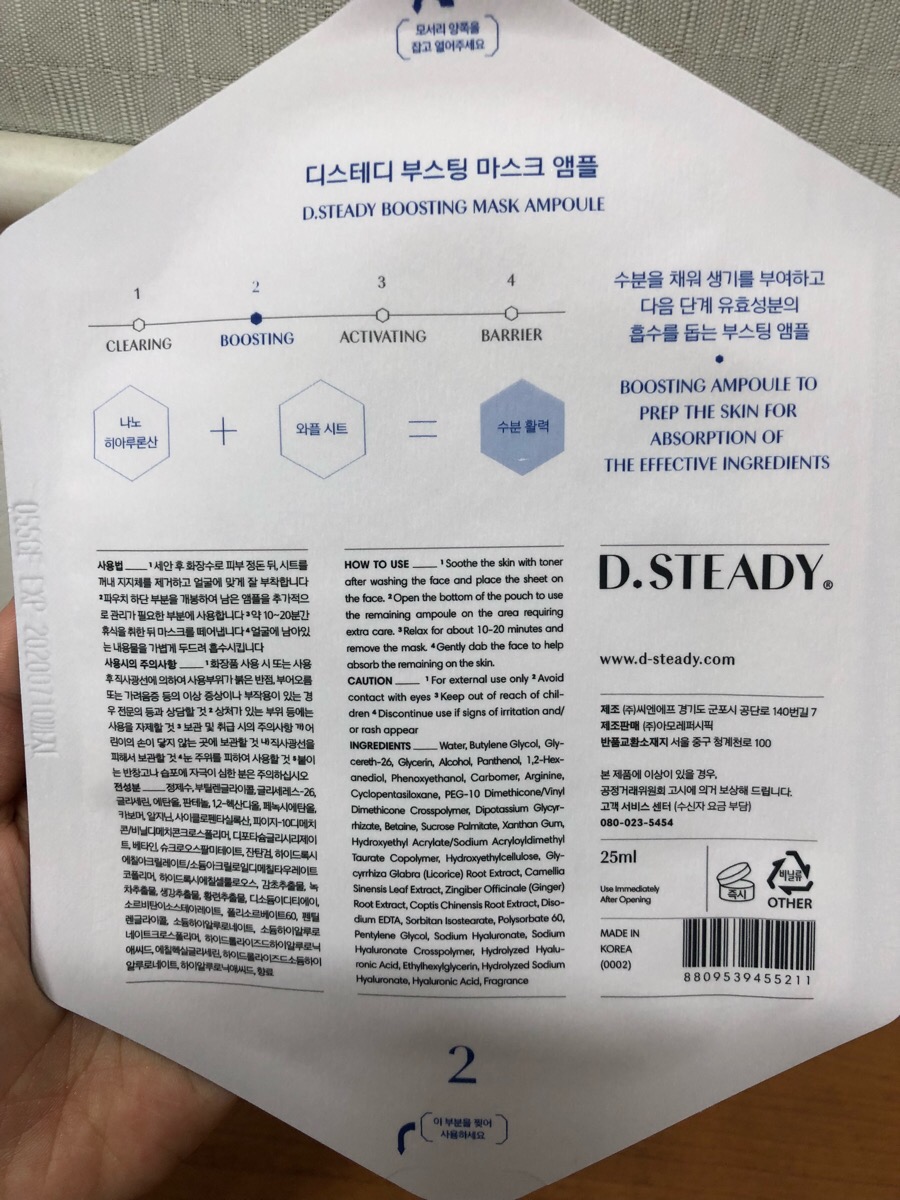 모서리 양쪽을
잡고 열어주세요
디스테디 부스팅 마스크 앰플
D.STEADY BOOSTING MASK AMPOULE
1
2
3
4
CLEARING
BOOSTING
ACTIVATING
BARRIER
수분을 채워 생기를 부여하고
다음 단계 유효성분의
흡수를 돕는 부스팅 앰플
BOOSTING AMPOULE TO
PREP THE SKIN FOR
ABSORPTION OF
THE EFFECTIVE INGREDIENTS
나노
히아루론산
+
와플 시트
=
수분 활력
사용법 ____ ¹ 세안 후 화장수로 피부 정돈 뒤, 시트를
꺼내 지지체를 제거하고 얼굴에 맞게 잘 부착합니다
² 파우치 하단 부분을 개봉하여 남은 앰플을 추가적으
로 관리가 필요한 부분에 사용합니다 ³ 약 10~20분간
휴식을 취한 뒤 마스크를 떼어냅니다 ⁴ 얼굴에 남아있
는 내용물을 가볍게 두드려 흡수시킵니다
사용시의 주의사항 ____ ¹ 화장품 사용 시 또는 사용
후 직사광선에 의하여 사용부위가 붉은 반점, 부어오름
또는 가려움증 등의 이상 증상이나 부작용이 있는 경
우 전문의 등과 상담할 것 ² 상처가 있는 부위 등에는
사용을 자제할 것 ³ 보관 및 취급 시의 주의사항 가) 어
린이의 손이 닿지 않는 곳에 보관할 것 나) 직사광선을
피해서 보관할 것 ⁴ 눈 주위를 피하여 사용할 것 ⁵ 붙이
는 반창고나 습포에 자극이 심한 분은 주의하십시오
전성분 ____ 정제수, 부틸렌글라이콜, 글리세레스-26,
글리세린, 에탄올, 판테놀, 1,2-헥산다이올, 페녹시에탄올,
카보머, 알지닌, 사이클로펜타실록산, 피이지-10디메치
콘/비닐디메치콘크로스폴리머, 디포타슘글리시리제이
트, 베타인, 슈크로오스팔미테이트, 잔탄검, 하이드록시
에칠아크릴레이트/소듐아크릴로일디메칠타우레이트
코폴리머, 하이드록시에칠셀룰로오스, 감초추출물, 녹
차추출물, 생강추출물, 황련추출물, 디소듐이디티에이,
소르비탄이소스테아레이트, 폴리소르베이트60, 펜틸
렌글라이콜, 소듐하이알루로네이트, 소듐하이알루로
네이트크로스폴리머, 하이드롤라이즈드하이알루로닉
애씨드, 에칠헥실글리세린, 하이드롤라이즈드소듐하이
알루로네이트, 하이알루로닉애씨드, 향료
HOW TO USE ____ ¹ Soothe the skin with toner
after washing the face and place the sheet on
the face. ² Open the bottom of the pouch to use
the remaining ampoule on the area requiring
extra care. ³ Relax for about 10-20 minutes and
remove the mask. ⁴ Gently dab the face to help
absorb the remaining on the skin.
CAUTION ____ ¹ For external use only ² Avoid
contact with eyes ³ Keep out of reach of chil-
dren ⁴ Discontinue use if signs of irritation and/
or rash appear
INGREDIENTS ____ Water, Butylene Glycol, Gly-
cereth-26, Glycerin, Alcohol, Panthenol, 1,2-Hex-
anediol, Phenoxyethanol, Carbomer, Arginine,
Cyclopentasiloxane, PEG-10 Dimethicone/Vinyl
Dimethicone Crosspolymer, Dipotassium Glycyr-
rhizate, Betaine, Sucrose Palmitate, Xanthan Gum,
Hydroxyethyl Acrylate/Sodium Acryloyldimethyl
Taurate Copolymer, Hydroxyethylcellulose, Gly-
cyrrhiza Glabra (Licorice) Root Extract, Camellia
Sinensis Leaf Extract, Zingiber Officinale (Ginger)
Root Extract, Coptis Chinensis Root Extract, Diso-
dium EDTA, Sorbitan Isostearate, Polysorbate 60,
Pentylene Glycol, Sodium Hyaluronate, Sodium
Hyaluronate Crosspolymer, Hydrolyzed Hyalu-
ronic Acid, Ethylhexylglycerin, Hydrolyzed Sodium
Hyaluronate, Hyaluronic Acid, Fragrance
D.STEADY®
www.d-steady.com
제조 (주)씨엔에프 경기도 군포시 공단로 140번길 7
제조판매 (주)아모레퍼시픽
반품교환소재지 서울 중구 청계천로 100
본 제품에 이상이 있을 경우,
공정거래위원회 고시에 의거 보상해 드립니다.
고객 서비스 센터 (수신자 요금 부담)
080-023-5454
25ml
Use Immediately
After Opening
즉시
비닐류
OTHER
MADE IN
KOREA
(0002)
8809539455211
2
이 부분을 찢어
사용하세요